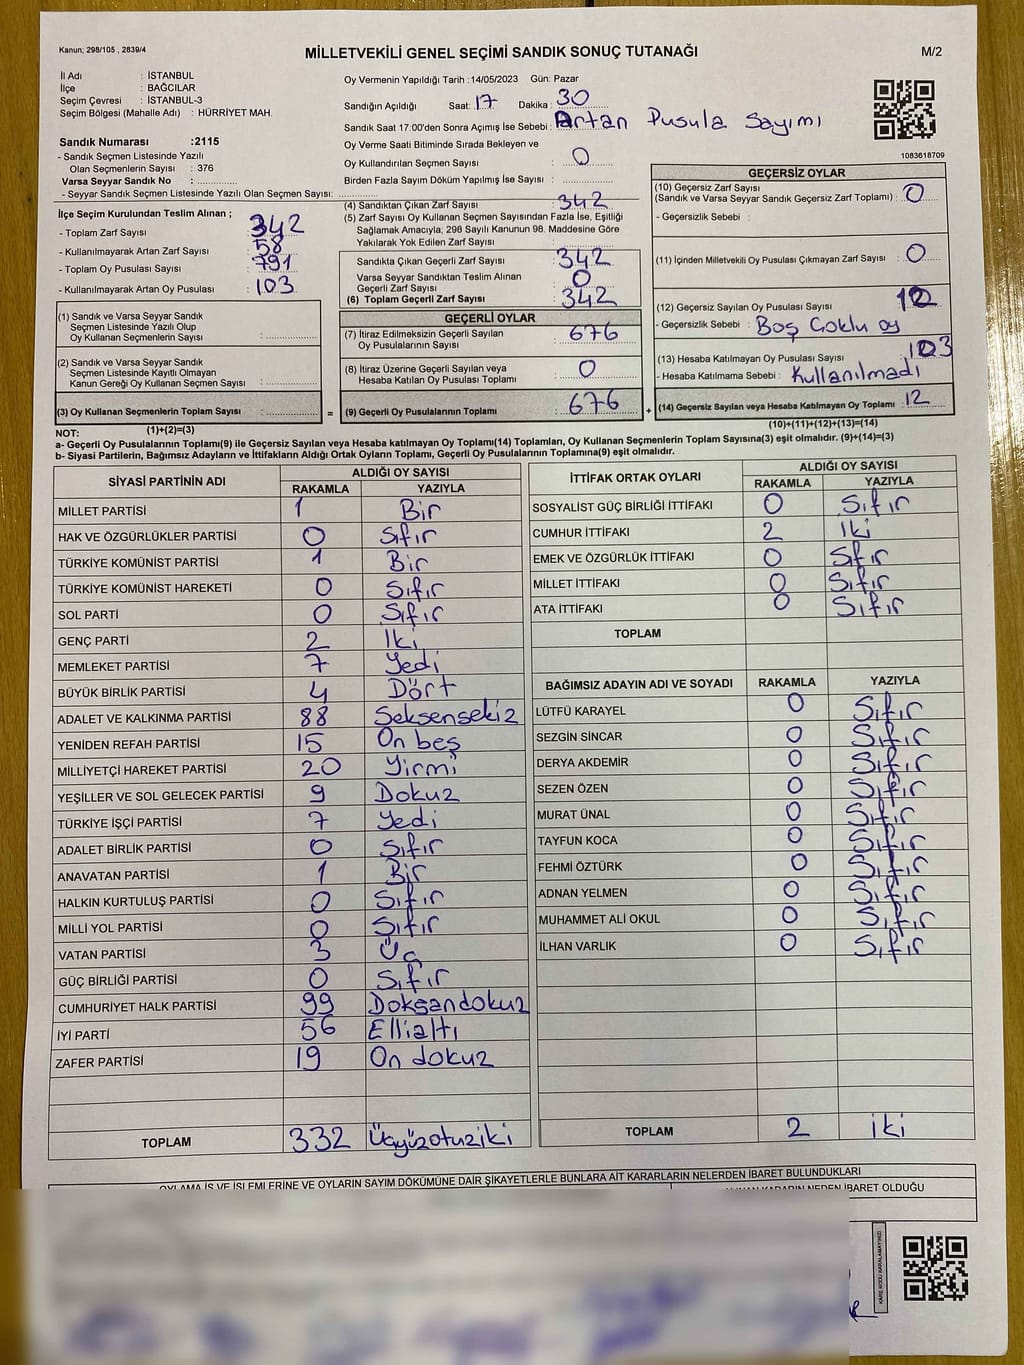 Kanun; 298/105 , 2839/4
MİLLETVEKİLİ GENEL SEÇİMİ SANDIK SONUÇ TUTANAĞI
M/2
İl Adı : İSTANBUL
İlçe : BAĞCILAR
Seçim Çevresi : İSTANBUL-3
Seçim Bölgesi (Mahalle Adı) : HÜRRİYET MAH.
Sandık Numarası :2115
- Sandık Seçmen Listesinde Yazılı
Olan Seçmenlerin Sayısı : 376
Varsa Seyyar Sandık No :
- Seyyar Sandık Seçmen Listesinde Yazılı Olan Seçmen Sayısı:
Oy Vermenin Yapıldığı Tarih :14/05/2023 Gün: Pazar
Sandığın Açıldığı Saat: 17 Dakika : 30
Sandık Saat 17:00'den Sonra Açımış İse Sebebi : Artan Pusula Sayımı
Oy Verme Saati Bitiminde Sırada Bekleyen ve
Oy Kullandırılan Seçmen Sayısı : 0
Birden Fazla Sayım Döküm Yapılmış İse Sayısı :
1083618709
İlçe Seçim Kurulundan Teslim Alınan ;
- Toplam Zarf Sayısı : 342
- Kullanılmayarak Artan Zarf Sayısı : 58
- Toplam Oy Pusulası Sayısı : 791
- Kullanılmayarak Artan Oy Pusulası : 103
(1) Sandık ve Varsa Seyyar Sandık
Seçmen Listesinde Yazılı Olup
Oy Kullanan Seçmenlerin Sayısı :
(2) Sandık ve Varsa Seyyar Sandık
Seçmen Listesinde Kayıtlı Olmayan
Kanun Gereği Oy Kullanan Seçmen Sayısı :
(3) Oy Kullanan Seçmenlerin Toplam Sayısı : =
(1)+(2)=(3)
(4) Sandıktan Çıkan Zarf Sayısı : 342
(5) Zarf Sayısı Oy Kullanan Seçmen Sayısından Fazla İse, Eşitliği
Sağlamak Amacıyla; 298 Sayılı Kanunun 98. Maddesine Göre
Yakılarak Yok Edilen Zarf Sayısı :
Sandıkta Çıkan Geçerli Zarf Sayısı : 342
Varsa Seyyar Sandıktan Teslim Alınan
Geçerli Zarf Sayısı : 0
(6) Toplam Geçerli Zarf Sayısı : 342
GEÇERLİ OYLAR
(7) İtiraz Edilmeksizin Geçerli Sayılan
Oy Pusulalarının Sayısı : 676
(8) İtiraz Üzerine Geçerli Sayılan veya
Hesaba Katılan Oy Pusulası Toplamı : 0
(9) Geçerli Oy Pusulalarının Toplamı : 676 +
GEÇERSİZ OYLAR
(10) Geçersiz Zarf Sayısı
(Sandık ve Varsa Seyyar Sandık Geçersiz Zarf Toplamı) : 0
- Geçersizlik Sebebi :
(11) İçinden Milletvekili Oy Pusulası Çıkmayan Zarf Sayısı : 0
(12) Geçersiz Sayılan Oy Pusulası Sayısı : 12
- Geçersizlik Sebebi : Boş Çoklu oy
(13) Hesaba Katılmayan Oy Pusulası Sayısı : 103
- Hesaba Katılmama Sebebi : Kullanılmadı
(14) Geçersiz Sayılan veya Hesaba Katılmayan Oy Toplamı : 12
(10)+(11)+(12)+(13)=(14)
NOT:
a- Geçerli Oy Pusulalarının Toplamı(9) ile Geçersiz Sayılan veya Hesaba katılmayan Oy Toplamı(14) Toplamları, Oy Kullanan Seçmenlerin Toplam Sayısına(3) eşit olmalıdır. (9)+(14)=(3)
b- Siyasi Partilerin, Bağımsız Adayların ve İttifakların Aldığı Ortak Oyların Toplamı, Geçerli Oy Pusulalarının Toplamına(9) eşit olmalıdır.
SİYASİ PARTİNİN ADI ALDIĞI OY SAYISI
RAKAMLA YAZIYLA
MİLLET PARTİSİ 1 Bir
HAK VE ÖZGÜRLÜKLER PARTİSİ 0 Sıfır
TÜRKİYE KOMÜNİST PARTİSİ 1 Bir
TÜRKİYE KOMÜNİST HAREKETİ 0 Sıfır
SOL PARTİ 0 Sıfır
GENÇ PARTİ 2 İki
MEMLEKET PARTİSİ 7 Yedi
BÜYÜK BİRLİK PARTİSİ 4 Dört
ADALET VE KALKINMA PARTİSİ 88 Seksensekiz
YENİDEN REFAH PARTİSİ 15 On beş
MİLLİYETÇİ HAREKET PARTİSİ 20 Yirmi
YEŞİLLER VE SOL GELECEK PARTİSİ 9 Dokuz
TÜRKİYE İŞÇİ PARTİSİ 7 Yedi
ADALET BİRLİK PARTİSİ 0 Sıfır
ANAVATAN PARTİSİ 1 Bir
HALKIN KURTULUŞ PARTİSİ 0 Sıfır
MİLLİ YOL PARTİSİ 0 Sıfır
VATAN PARTİSİ 3 Üç
GÜÇ BİRLİĞİ PARTİSİ 0 Sıfır
CUMHURİYET HALK PARTİSİ 99 Doksandokuz
İYİ PARTİ 56 Ellialtı
ZAFER PARTİSİ 19 On dokuz
TOPLAM 332 Üçyüzotuziki
İTTİFAK ORTAK OYLARI ALDIĞI OY SAYISI
RAKAMLA YAZIYLA
SOSYALİST GÜÇ BİRLİĞİ İTTİFAKI 0 Sıfır
CUMHUR İTTİFAKI 2 İki
EMEK VE ÖZGÜRLÜK İTTİFAKI 0 Sıfır
MİLLET İTTİFAKI 0 Sıfır
ATA İTTİFAKI 0 Sıfır
TOPLAM
BAĞIMSIZ ADAYIN ADI VE SOYADI RAKAMLA YAZIYLA
LÜTFÜ KARAYEL 0 Sıfır
SEZGİN SİNCAR 0 Sıfır
DERYA AKDEMİR 0 Sıfır
SEZEN ÖZEN 0 Sıfır
MURAT ÜNAL 0 Sıfır
TAYFUN KOCA 0 Sıfır
FEHMİ ÖZTÜRK 0 Sıfır
ADNAN YELMEN 0 Sıfır
MUHAMMET ALİ OKUL 0 Sıfır
İLHAN VARLIK 0 Sıfır
TOPLAM 2 iki
OYLAMA İŞ VE İŞLEMLERİNE VE OYLARIN SAYIM DÖKÜMÜNE DAİR ŞİKAYETLERLE BUNLARA AİT KARARLARIN NELERDEN İBARET BULUNDUKLARI
KARARIN NEDEN İBARET OLDUĞU
KARE KODU KARALAMAYINIZ!